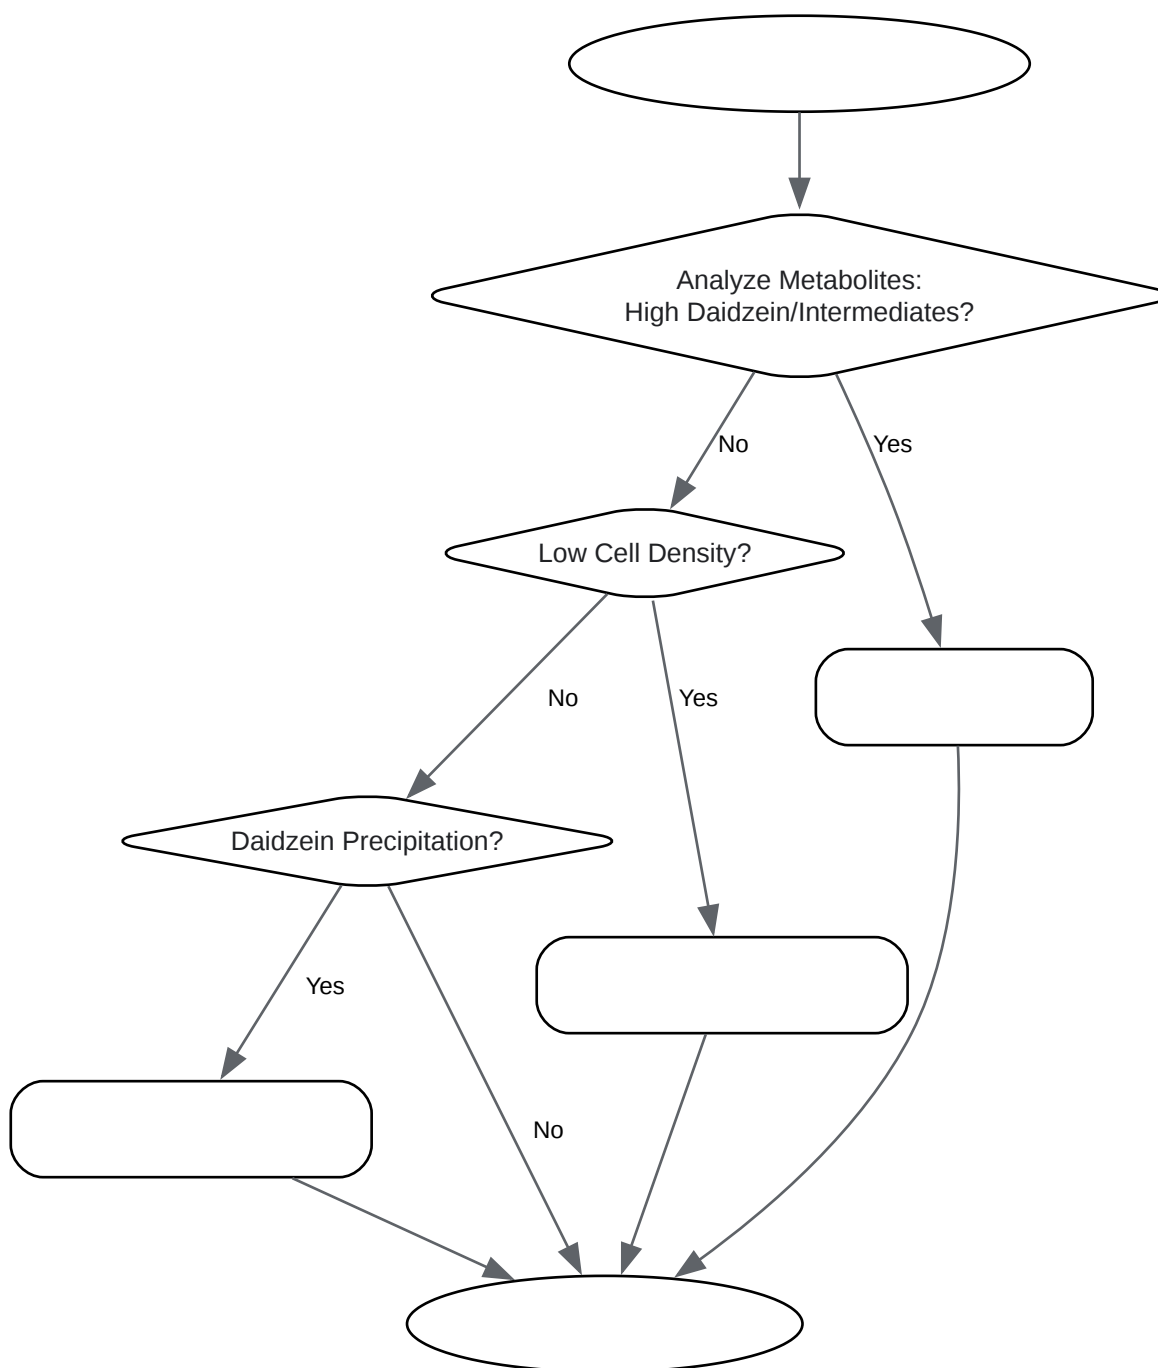 Analyze Metabolites:
High Daidzein/Intermediates?
No
Yes
Low Cell Density?
No
Yes
Daidzein Precipitation?
Yes
No